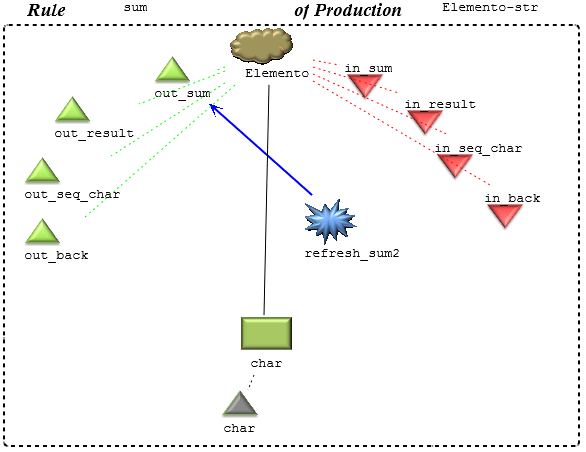 Rule sum of Production Elemento-str
Elemento
in_sum
out_sum
in_result
out_result
in_seq_char
out_seq_char
in_back
out_back
refresh_sum2
char
char